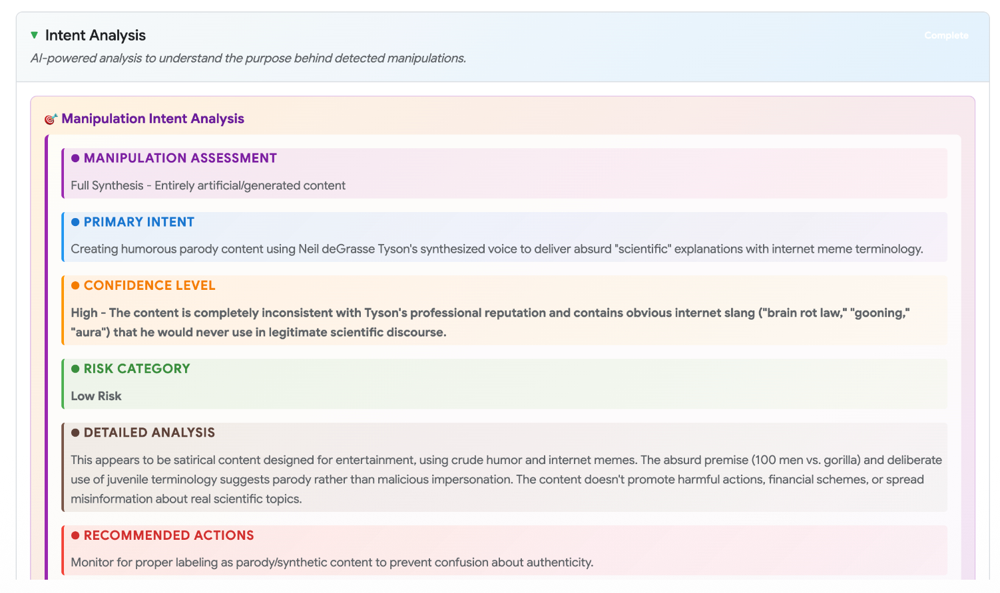 Intent Analysis
Complete
AI-powered analysis to understand the purpose behind detected manipulations.
Manipulation Intent Analysis
MANIPULATION ASSESSMENT
Full Synthesis - Entirely artificial/generated content
PRIMARY INTENT
Creating humorous parody content using Neil deGrasse Tyson's synthesized voice to deliver absurd "scientific" explanations with internet meme terminology.
CONFIDENCE LEVEL
High - The content is completely inconsistent with Tyson's professional reputation and contains obvious internet slang ("brain rot law," "gooning,"
"aura") that he would never use in legitimate scientific discourse.
RISK CATEGORY
Low Risk
DETAILED ANALYSIS
This appears to be satirical content designed for entertainment, using crude humor and internet memes. The absurd premise (100 men vs. gorilla) and deliberate
use of juvenile terminology suggests parody rather than malicious impersonation. The content doesn't promote harmful actions, financial schemes, or spread
misinformation about real scientific topics.
RECOMMENDED ACTIONS
Monitor for proper labeling as parody/synthetic content to prevent confusion about authenticity.